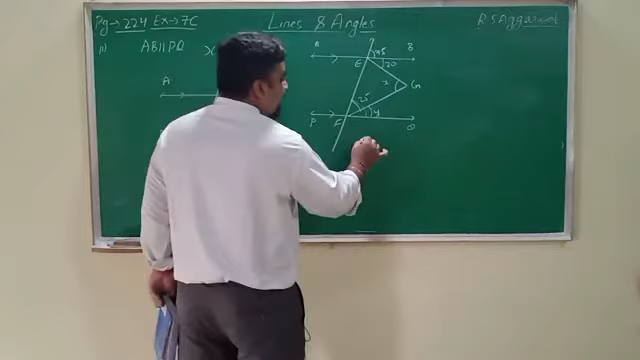 Pg → 224 Ex → 7C
Lines & Angles
R S Aggarwal
11) AB || PQ
x
A
A B
E 20
x G
25°
y
P F Q